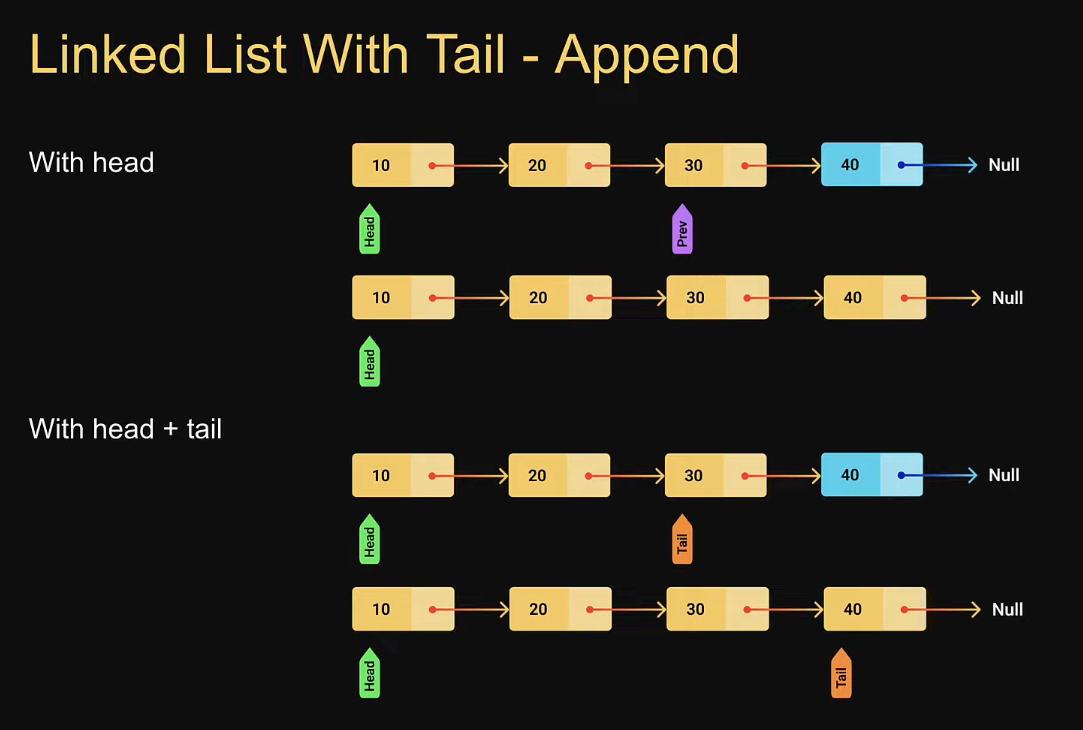 Linked List With Tail - Append
With head
10 20 30 40 Null
Head Prev
10 20 30 40 Null
Head
With head + tail
10 20 30 40 Null
Head Tail
10 20 30 40 Null
Head Tail